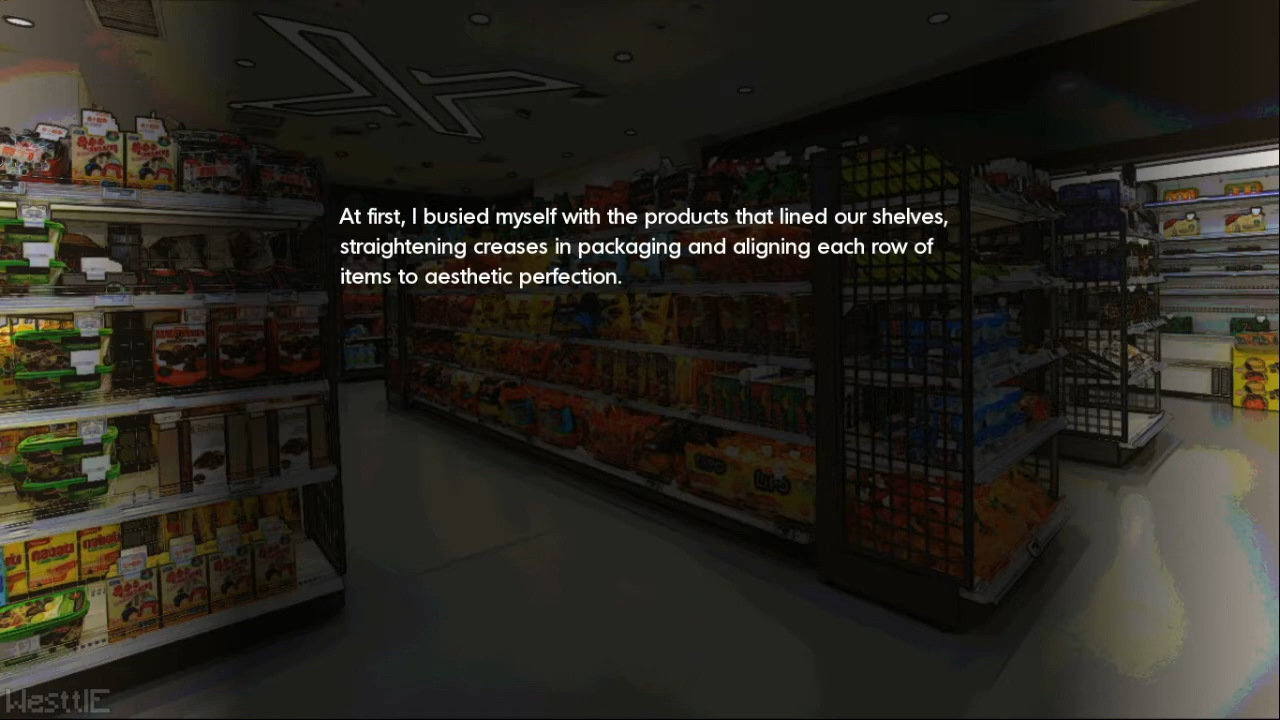 At first, I busied myself with the products that lined our shelves,
straightening creases in packaging and aligning each row of
items to aesthetic perfection.
WesttlE